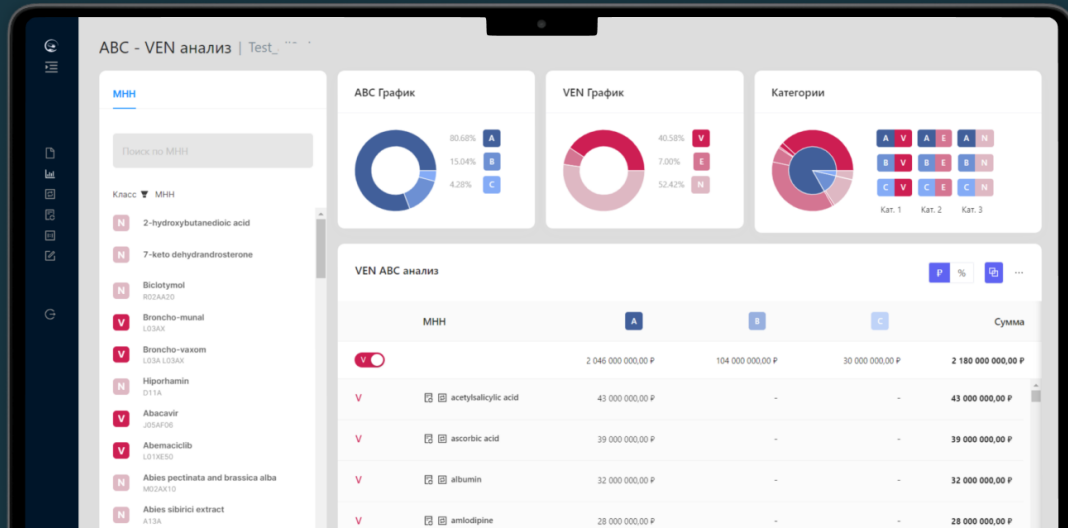 ABC - VEN анализ | Test_
МНН
Поиск по МНН
Класс МНН
N 2-hydroxybutanedioic acid
N 7-keto dehydrandrosterone
N Biclotymol
R02AA20
V Broncho-munal
L03AX
V Broncho-vaxom
L03A L03AX
N Hiporhamin
D11A
V Abacavir
J05AF06
V Abemaciclib
L01XE50
N Abies pectinata and brassica alba
M02AX10
N Abies sibirici extract
A13A
ABC График
80.68% A
15.04% B
4.28% C
VEN График
40.58% V
7.00% E
52.42% N
Категории
A V A E A N
B V B E B N
C V C E C N
Кат. 1 Кат. 2 Кат. 3
VEN ABC анализ
₽ % ...
МНН A B C Сумма
V 2 046 000 000,00 ₽ 104 000 000,00 ₽ 30 000 000,00 ₽ 2 180 000 000,00 ₽
V acetylsalicylic acid 43 000 000,00 ₽ - - 43 000 000,00 ₽
V ascorbic acid 39 000 000,00 ₽ - - 39 000 000,00 ₽
V albumin 32 000 000,00 ₽ - - 32 000 000,00 ₽
V amlodipine 28 000 000,00 ₽ - - 28 000 000,00 ₽